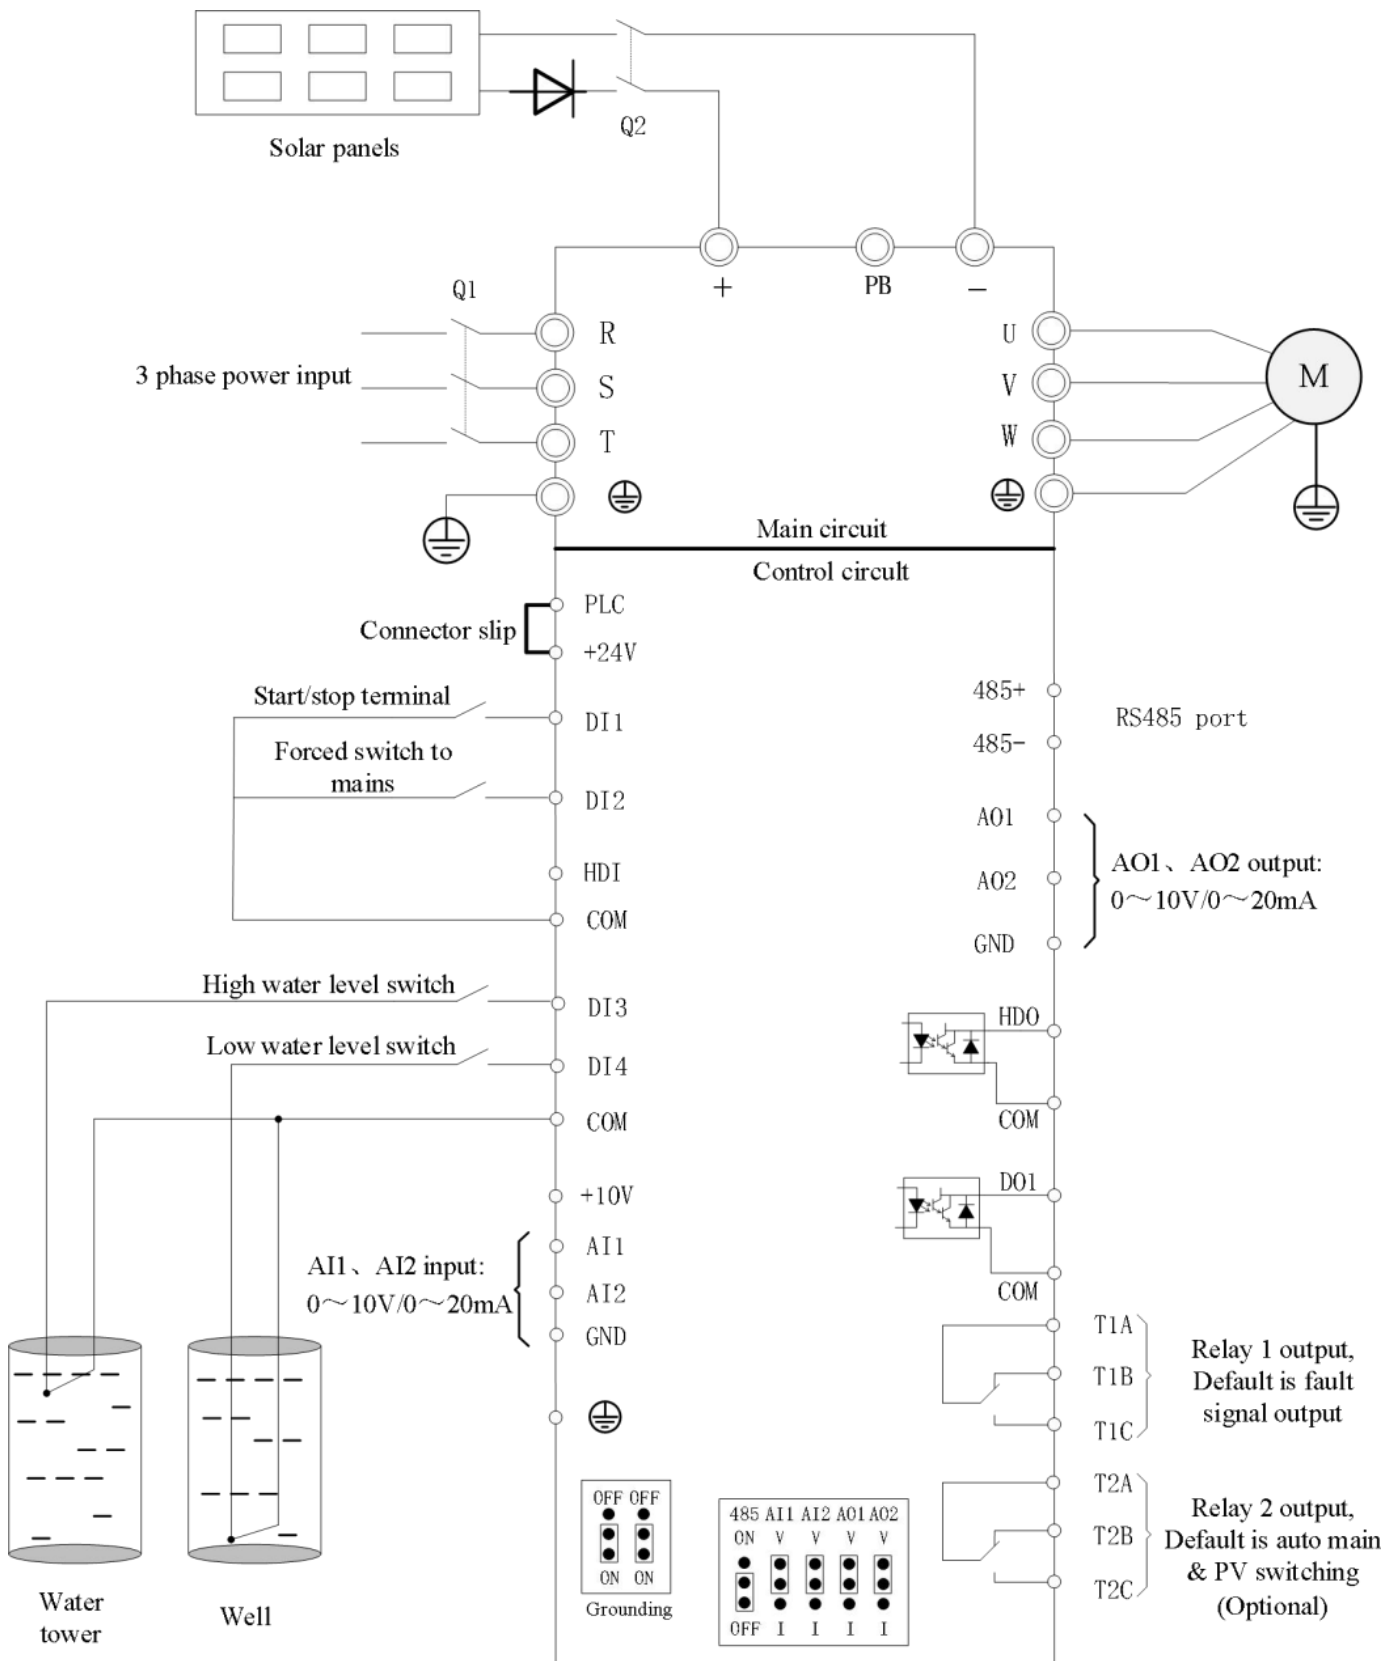 Solar panels
Q2
+
PB
−
Q1
3 phase power input
R
S
T
U
V
W
M
Main circuit
Control circult
PLC
Connector slip
+24V
Start/stop terminal
DI1
Forced switch to
mains
DI2
HDI
COM
High water level switch
DI3
Low water level switch
DI4
COM
+10V
AI1
AI1、AI2 input:
0～10V/0～20mA
AI2
GND
485+
RS485 port
485-
AO1
AO1、AO2 output:
0～10V/0～20mA
AO2
GND
HDO
COM
DO1
COM
T1A
T1B
T1C
Relay 1 output,
Default is fault
signal output
T2A
T2B
T2C
Relay 2 output,
Default is auto main
& PV switching
(Optional)
Water
tower
Well
OFF OFF
ON ON
Grounding
485 AI1 AI2 AO1 AO2
ON V V V V
OFF I I I I